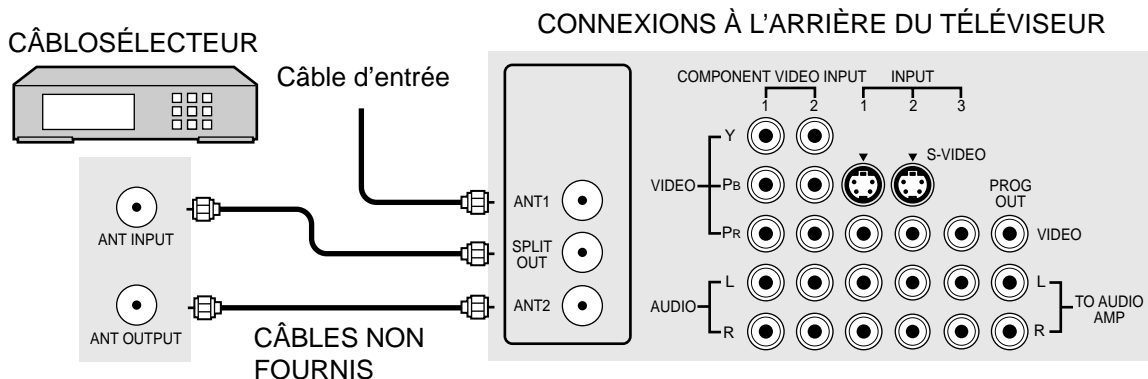 CONNEXIONS À L'ARRIÈRE DU TÉLÉVISEUR
CÂBLOSÉLECTEUR
Câble d'entrée
COMPONENT VIDEO INPUT INPUT
1 2 1 2 3
Y
S-VIDEO
VIDEO
PB
PROG
OUT
ANT1
ANT INPUT
PR
VIDEO
SPLIT
OUT
L
L
ANT2
AUDIO
TO AUDIO
AMP
ANT OUTPUT
R
R
CÂBLES NON
FOURNIS